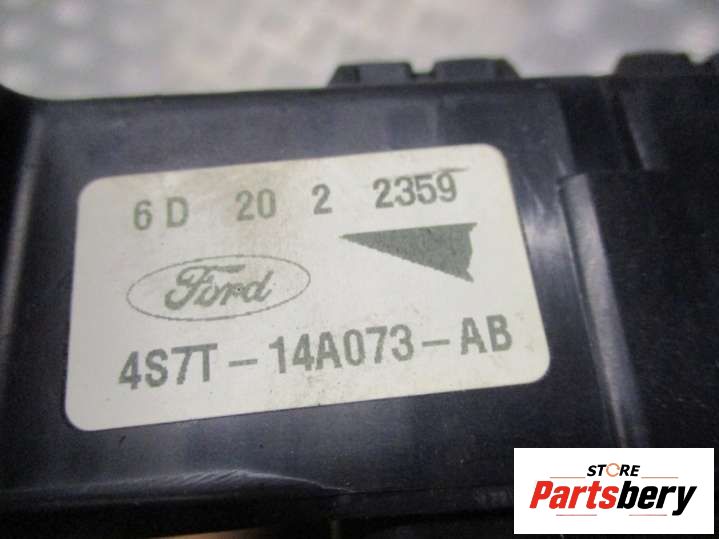 6D 20 2 2359
Ford
4S7T-14A073-AB
STORE
Partsbery